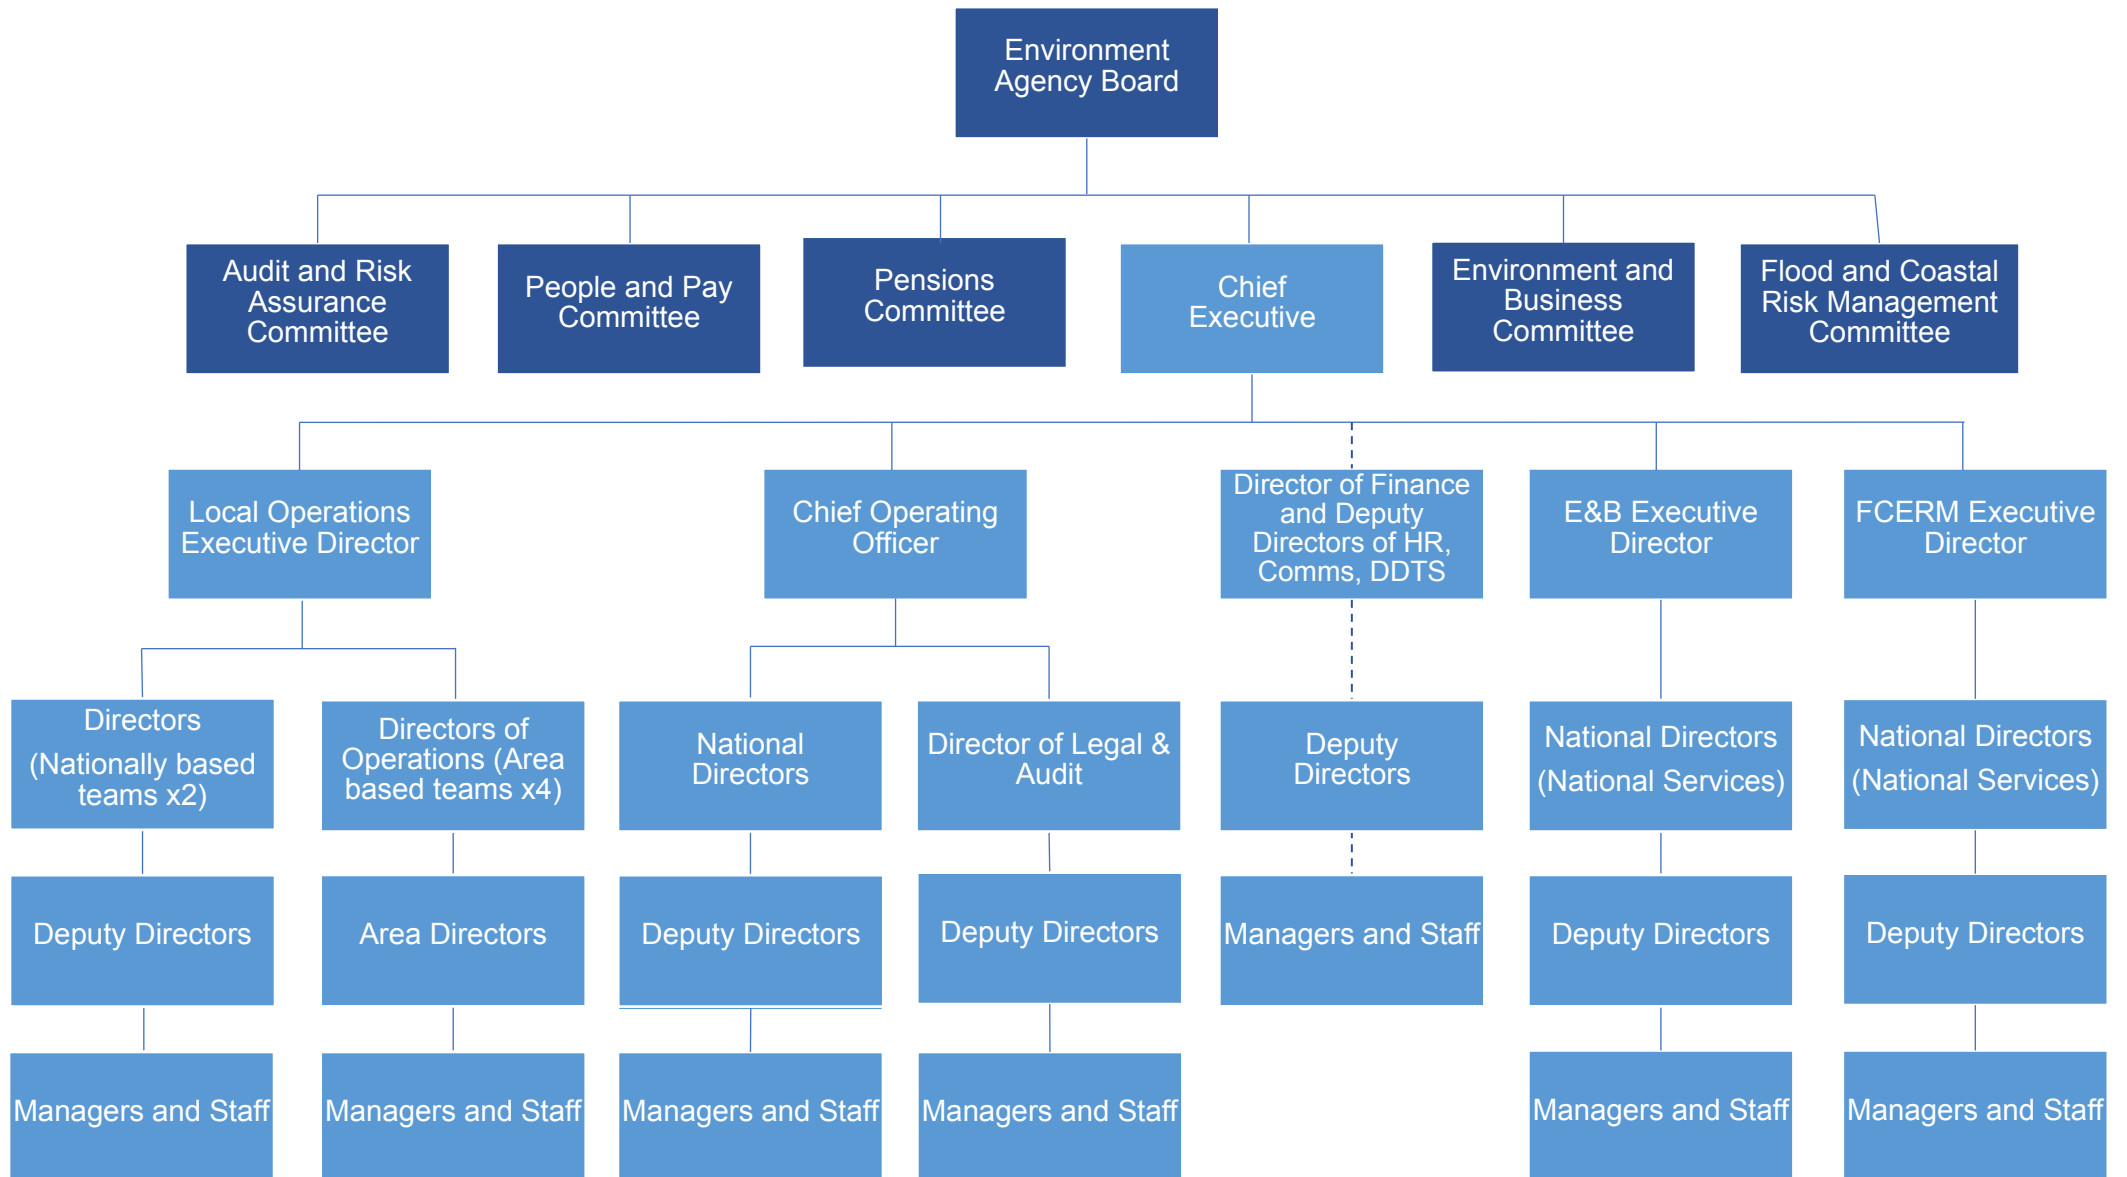 Environment
Agency Board
Audit and Risk
Assurance
Committee
People and Pay
Committee
Pensions
Committee
Chief
Executive
Environment and
Business
Committee
Flood and Coastal
Risk Management
Committee
Local Operations
Executive Director
Chief Operating
Officer
Director of Finance
and Deputy
Directors of HR,
Comms, DDTS
E&B Executive
Director
FCERM Executive
Director
Directors
(Nationally based
teams x2)
Directors of
Operations (Area
based teams x4)
National
Directors
Director of Legal &
Audit
Deputy
Directors
National Directors
(National Services)
National Directors
(National Services)
Deputy Directors
Area Directors
Deputy Directors
Deputy Directors
Managers and Staff
Deputy Directors
Deputy Directors
Managers and Staff
Managers and Staff
Managers and Staff
Managers and Staff
Managers and Staff
Managers and Staff